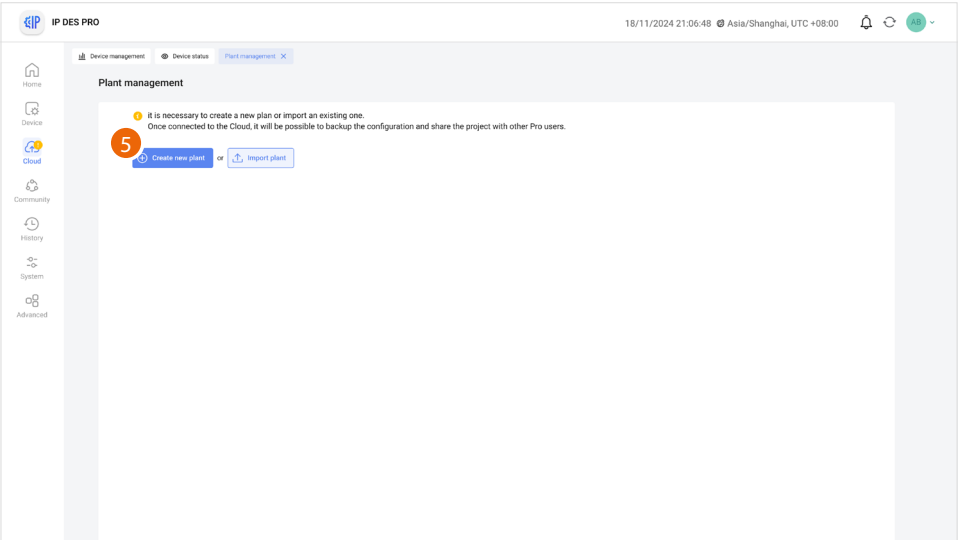 IP IP DES PRO
18/11/2024 21:06:48 Asia/Shanghai, UTC +08:00
AB
Device management Device status Plant management
Home
Device
Cloud
Community
History
System
Advanced
Plant management
it is necessary to create a new plan or import an existing one.
Once connected to the Cloud, it will be possible to backup the configuration and share the project with other Pro users.
5
Create new plant or Import plant